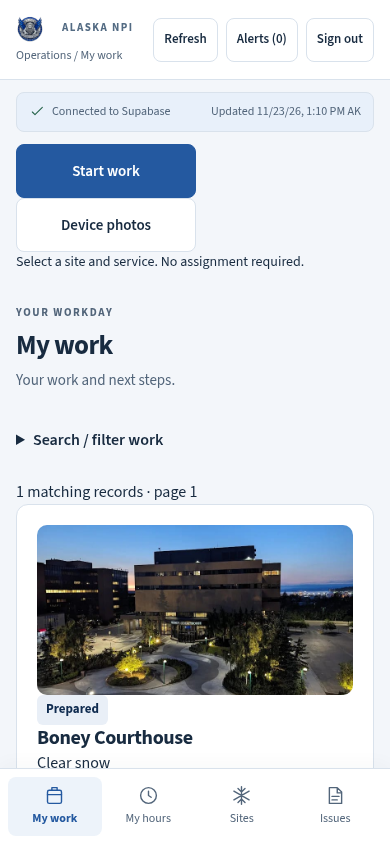 ALASKA NPI
Operations / My work
Refresh
Alerts (0)
Sign out
Connected to Supabase
Updated 11/23/26, 1:10 PM AK
Start work
Device photos
Select a site and service. No assignment required.
YOUR WORKDAY
My work
Your work and next steps.
Search / filter work
1 matching records · page 1
Prepared
Boney Courthouse
Clear snow
My work
My hours
Sites
Issues